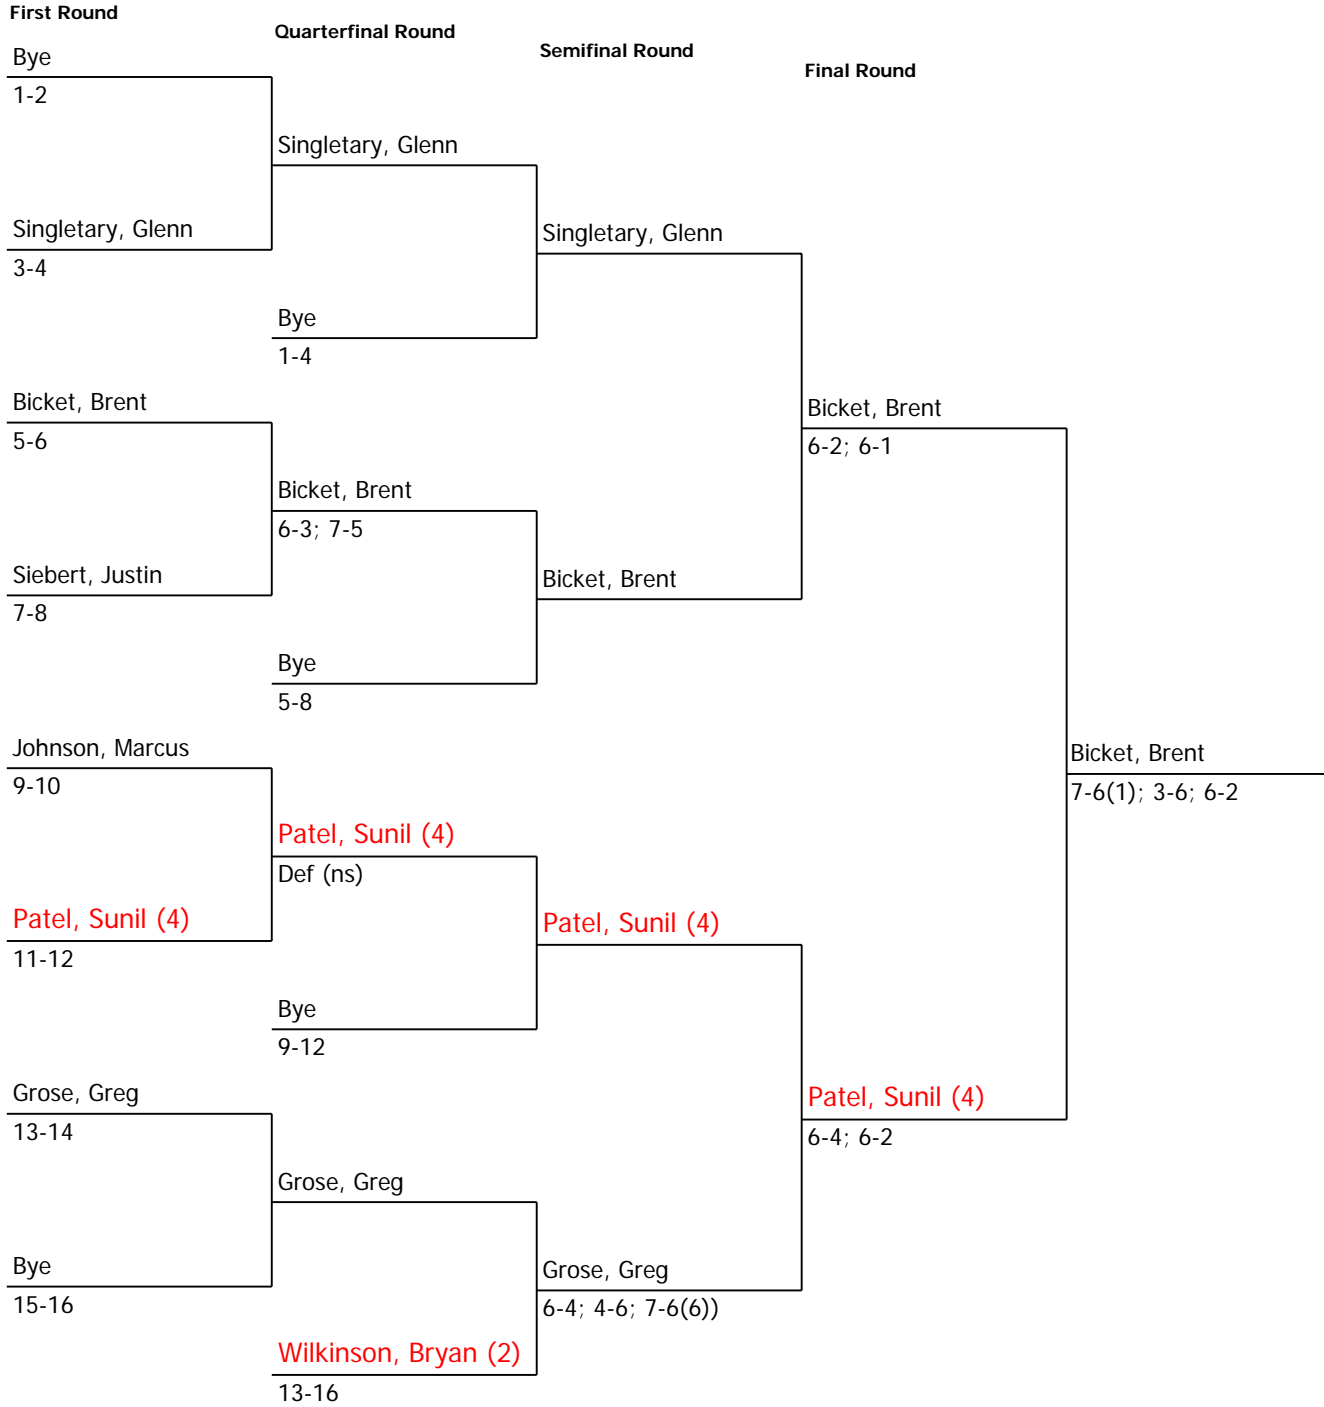 First Round
Quarterfinal Round
Semifinal Round
Final Round
Bye
1-2
Singletary, Glenn
Singletary, Glenn
3-4
Singletary, Glenn
Bye
1-4
Bicket, Brent
5-6
Bicket, Brent
6-2; 6-1
Bicket, Brent
6-3; 7-5
Siebert, Justin
7-8
Bicket, Brent
Bye
5-8
Johnson, Marcus
9-10
Bicket, Brent
7-6(1); 3-6; 6-2
Patel, Sunil (4)
Def (ns)
Patel, Sunil (4)
11-12
Patel, Sunil (4)
Bye
9-12
Grose, Greg
13-14
Patel, Sunil (4)
6-4; 6-2
Grose, Greg
Bye
15-16
Grose, Greg
6-4; 4-6; 7-6(6))
Wilkinson, Bryan (2)
13-16